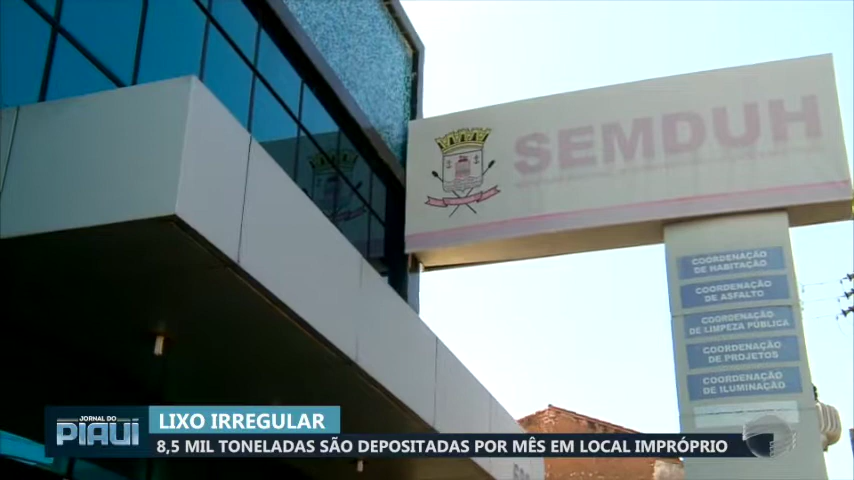 SEMDUH
COORDENAÇÃO
DE HABITAÇÃO
COORDENAÇÃO
DE ASFALTO
COORDENAÇÃO
DE LIMPEZA PÚBLICA
COORDENAÇÃO
DE PROJETOS
COORDENAÇÃO
DE ILUMINAÇÃO
JORNAL DO
PIAUÍ
LIXO IRREGULAR
8,5 MIL TONELADAS SÃO DEPOSITADAS POR MÊS EM LOCAL IMPRÓPRIO